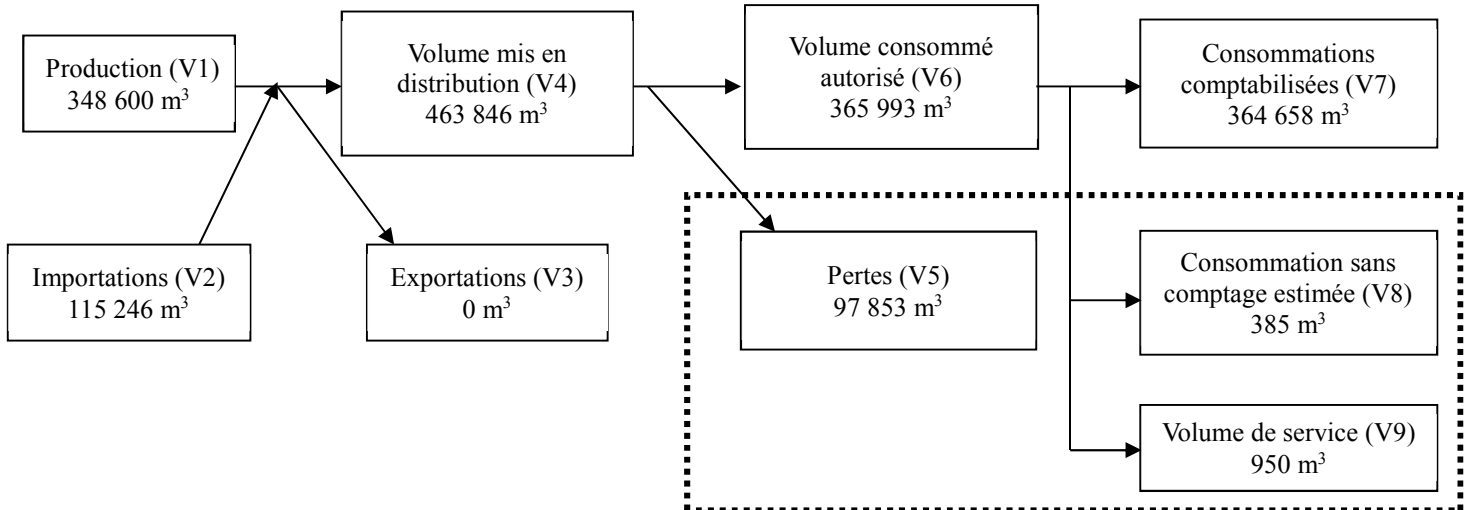 Production (V1)
348 600 m³
Volume mis en
distribution (V4)
463 846 m³
Volume consommé
autorisé (V6)
365 993 m³
Consommations
comptabilisées (V7)
364 658 m³
Importations (V2)
115 246 m³
Exportations (V3)
0 m³
Pertes (V5)
97 853 m³
Consommation sans
comptage estimée (V8)
385 m³
Volume de service (V9)
950 m³